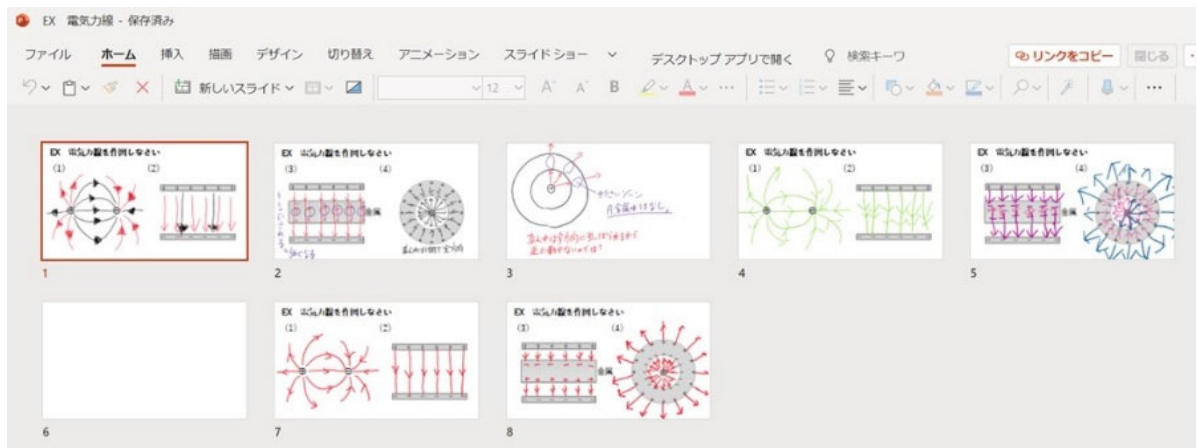 EX 電気力線 - 保存済み
ファイル ホーム 挿入 描画 デザイン 切り替え アニメーション スライド ショー デスクトップ アプリで開く 検索キーワ リンクをコピー 閉じる
新しいスライド 12 A A B A
EX 電気力線を作図しなさい
(1) (2)
1
EX 電気力線を作図しなさい
(3) (4)
金属
2
3
EX 電気力線を作図しなさい
(1) (2)
4
EX 電気力線を作図しなさい
(3) (4)
金属
5
6
EX 電気力線を作図しなさい
(1) (2)
7
EX 電気力線を作図しなさい
(3) (4)
金属
8